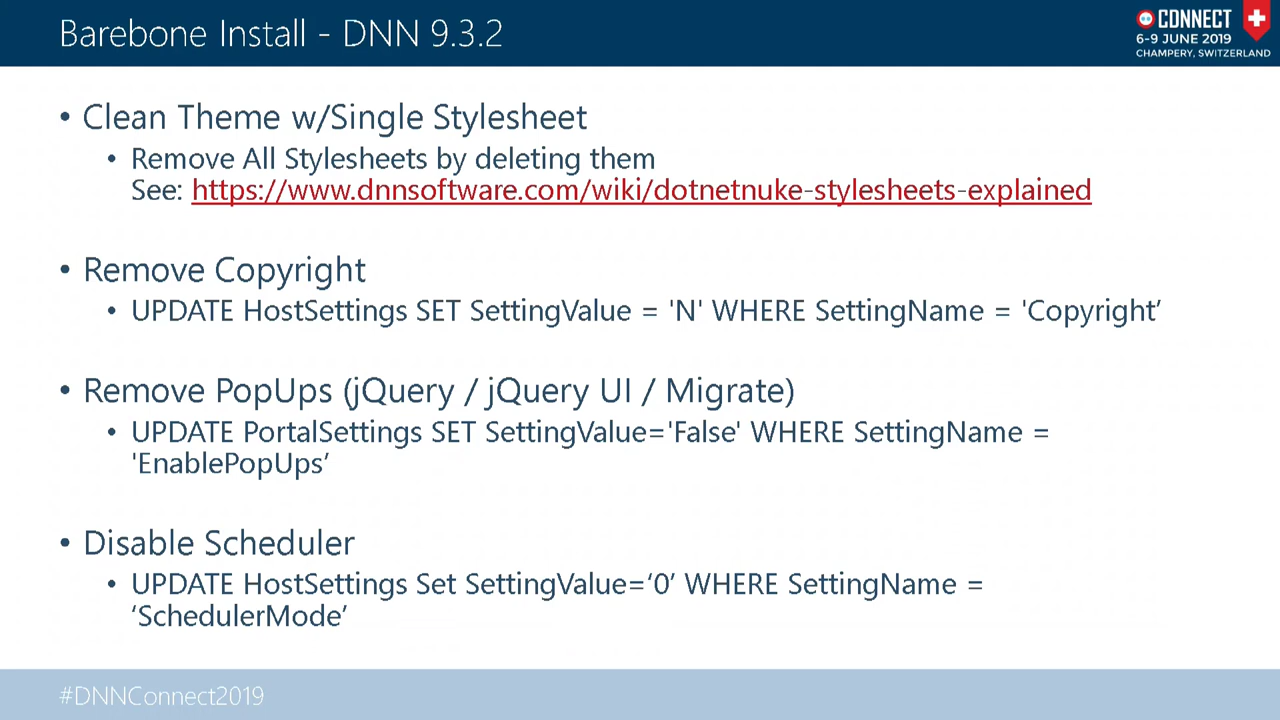 Barebone Install - DNN 9.3.2
CONNECT
6-9 JUNE 2019
CHAMPERY, SWITZERLAND
• Clean Theme w/Single Stylesheet
• Remove All Stylesheets by deleting them
See: https://www.dnnsoftware.com/wiki/dotnetnuke-stylesheets-explained
• Remove Copyright
• UPDATE HostSettings SET SettingValue = 'N' WHERE SettingName = 'Copyright’
• Remove PopUps (jQuery / jQuery UI / Migrate)
• UPDATE PortalSettings SET SettingValue='False' WHERE SettingName =
'EnablePopUps’
• Disable Scheduler
• UPDATE HostSettings Set SettingValue=‘0’ WHERE SettingName =
‘SchedulerMode’
#DNNConnect2019